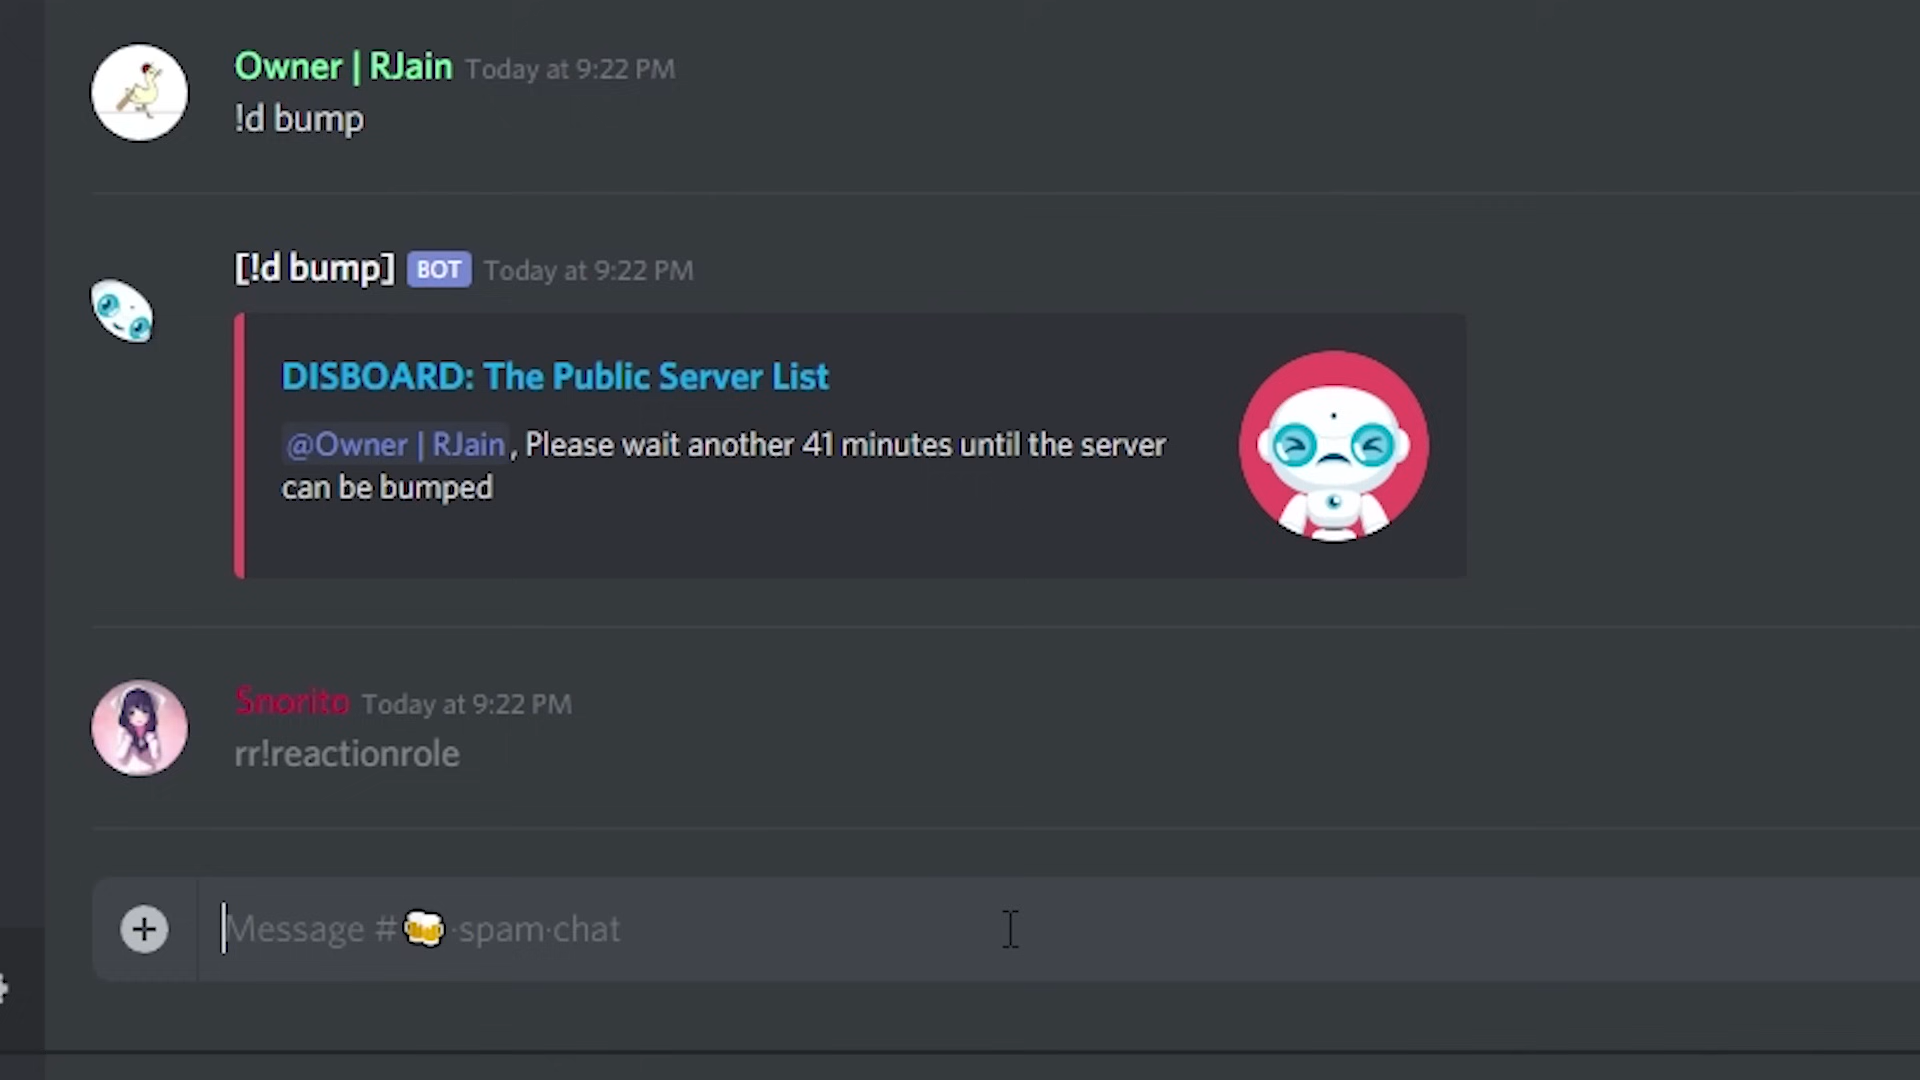 Owner | RJain Today at 9:22 PM
!d bump
[!d bump] BOT Today at 9:22 PM
DISBOARD: The Public Server List
@Owner | RJain, Please wait another 41 minutes until the server
can be bumped
Snorito Today at 9:22 PM
rr!reactionrole
Message #🍻·spam·chat